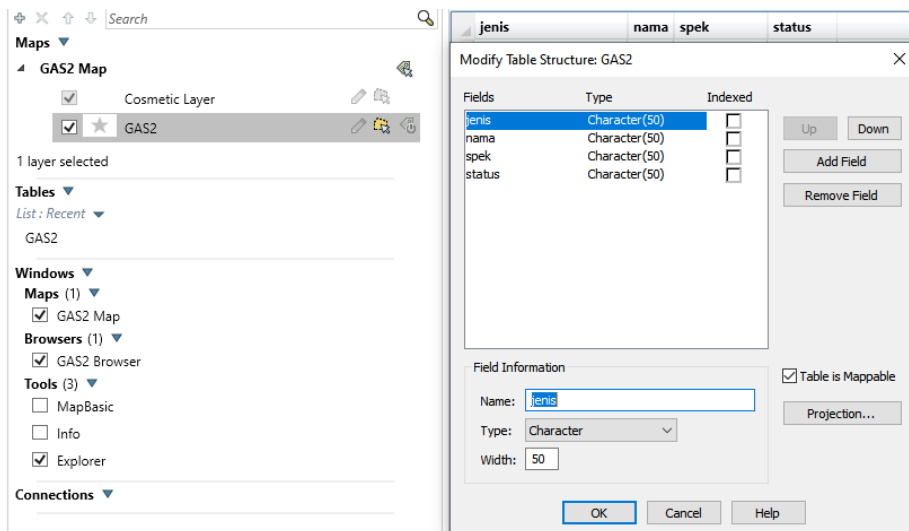 Search
Maps
GAS2 Map
Cosmetic Layer
GAS2
1 layer selected
Tables
List : Recent
GAS2
Windows
Maps (1)
GAS2 Map
Browsers (1)
GAS2 Browser
Tools (3)
MapBasic
Info
Explorer
Connections
jenis nama spek status
Modify Table Structure: GAS2
Fields Type Indexed
jenis Character(50)
nama Character(50)
spek Character(50)
status Character(50)
Up Down
Add Field
Remove Field
Field Information
Name: jenis
Type: Character
Width: 50
Table is Mappable
Projection...
OK Cancel Help